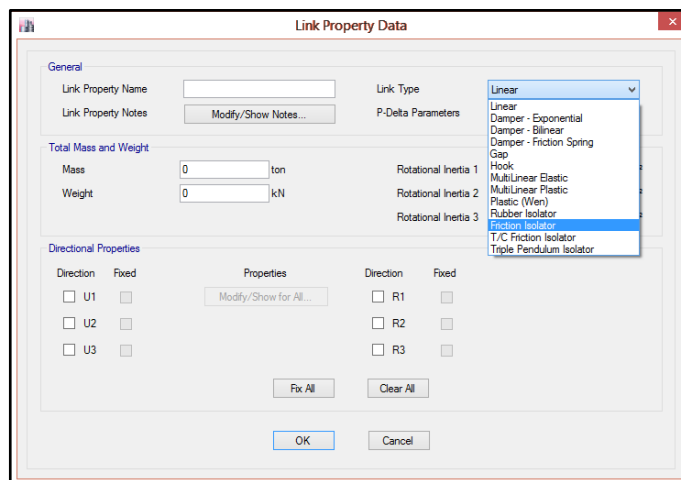 Link Property Data
General
Link Property Name
Link Type
Linear
Link Property Notes
Modify/Show Notes...
P-Delta Parameters
Linear
Damper - Exponential
Damper - Bilinear
Damper - Friction Spring
Gap
Hook
MultiLinear Elastic
MultiLinear Plastic
Plastic (Wen)
Rubber Isolator
Friction Isolator
T/C Friction Isolator
Triple Pendulum Isolator
Total Mass and Weight
Mass
0
ton
Rotational Inertia 1
Weight
0
kN
Rotational Inertia 2
Rotational Inertia 3
Directional Properties
Direction
Fixed
Properties
Direction
Fixed
U1
Modify/Show for All...
R1
U2
R2
U3
R3
Fix All
Clear All
OK
Cancel